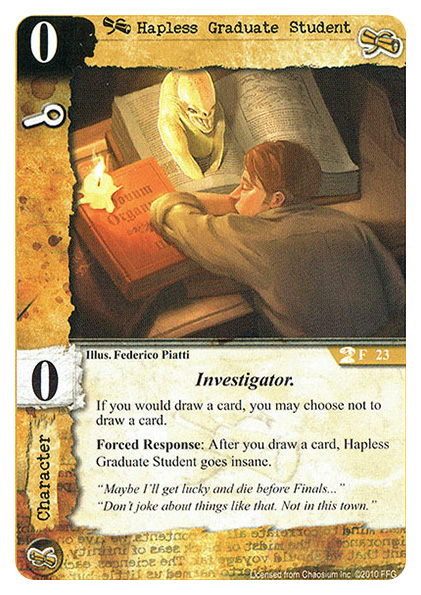 0
Hapless Graduate Student
Novum
Organum
Illus. Federico Piatti
F 23
0
Investigator.
If you would draw a card, you may choose not to
draw a card.
Forced Response: After you draw a card, Hapless
Graduate Student goes insane.
“Maybe I’ll get lucky and die before Finals...”
“Don’t joke about things like that. Not in this town.”
Character
Licensed from Chaosium Inc. ©2010 FFG